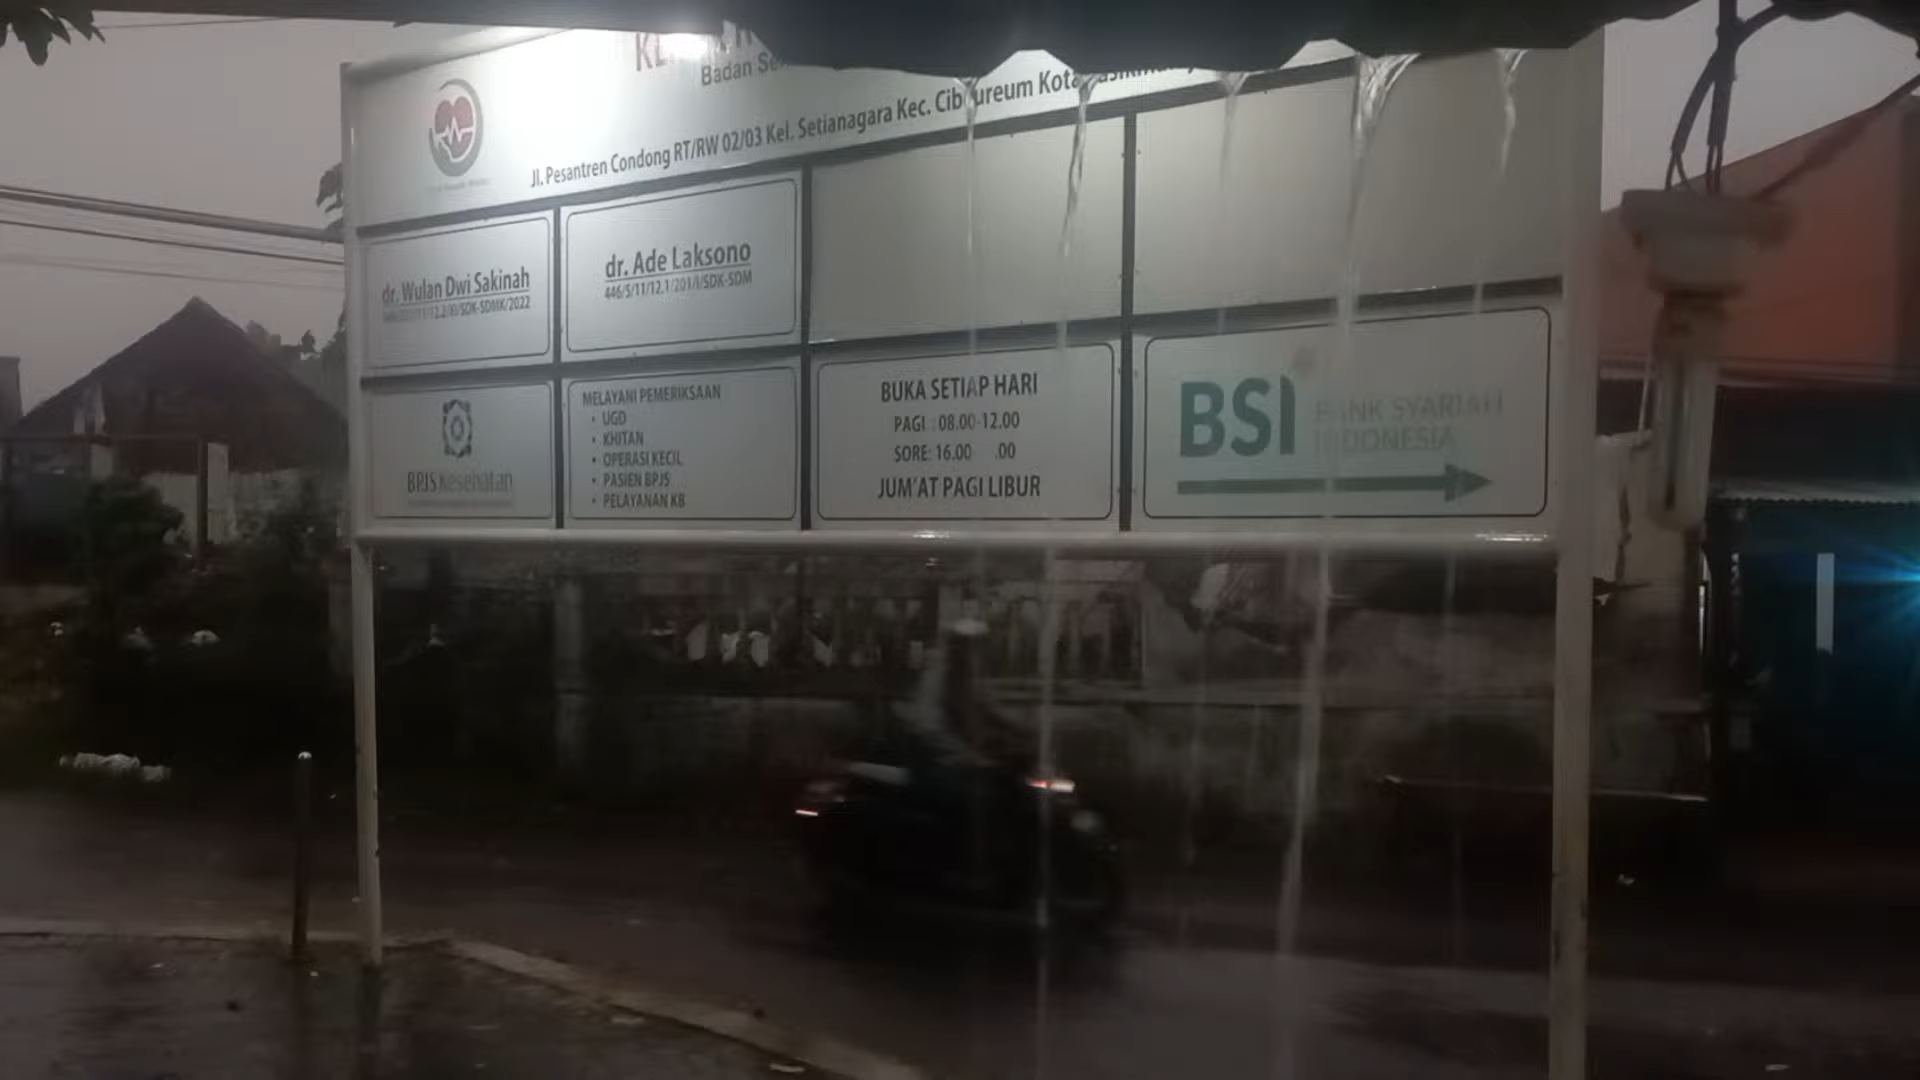 Badan
Jl. Pesantren Condong RT/RW 02/03 Kel. Setianagara Kec. Cibeureum Kota
dr. Wulan Dwi Sakinah
dr. Ade Laksono
446/5/11/12.1/201/I/SDK-SDM
BPJS Kesehatan
MELAYANI PEMERIKSAAN
• UGD
• KHITAN
• OPERASI KECIL
• PASIEN BPJS
• PELAYANAN KB
BUKA SETIAP HARI
PAGI : 08.00-12.00
SORE: 16.00 .00
JUM'AT PAGI LIBUR
BSI BANK SYARIAH
INDONESIA